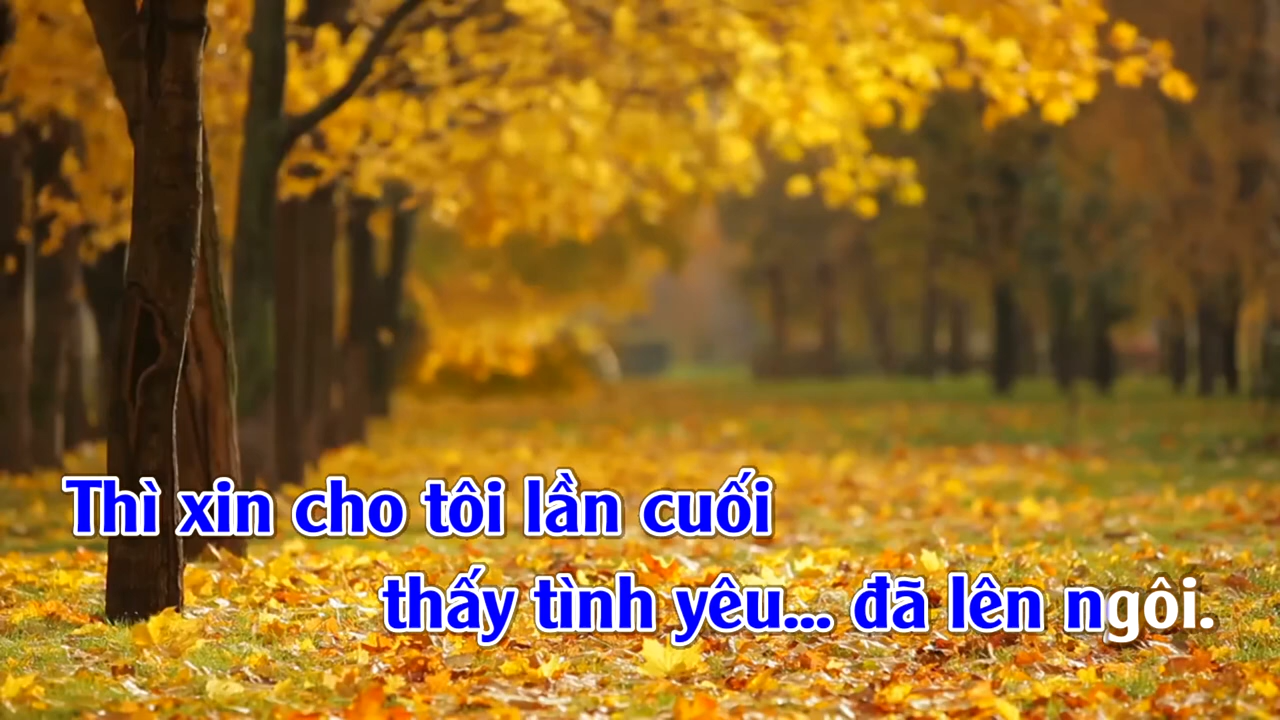 Thì xin cho tôi lần cuối
thấy tình yêu... đã lên ngôi.